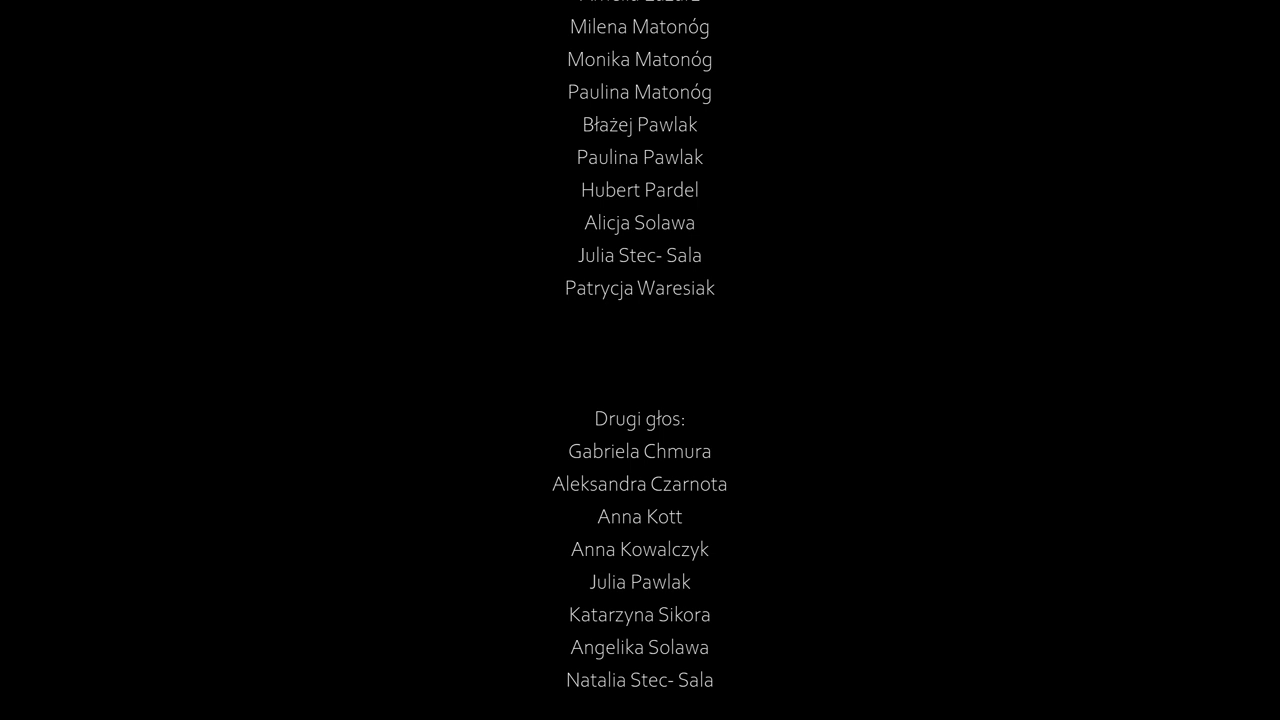 Milena Matonóg
Monika Matonóg
Paulina Matonóg
Błażej Pawlak
Paulina Pawlak
Hubert Pardel
Alicja Solawa
Julia Stec- Sala
Patrycja Waresiak
Drugi głos:
Gabriela Chmura
Aleksandra Czarnota
Anna Kott
Anna Kowalczyk
Julia Pawlak
Katarzyna Sikora
Angelika Solawa
Natalia Stec- Sala